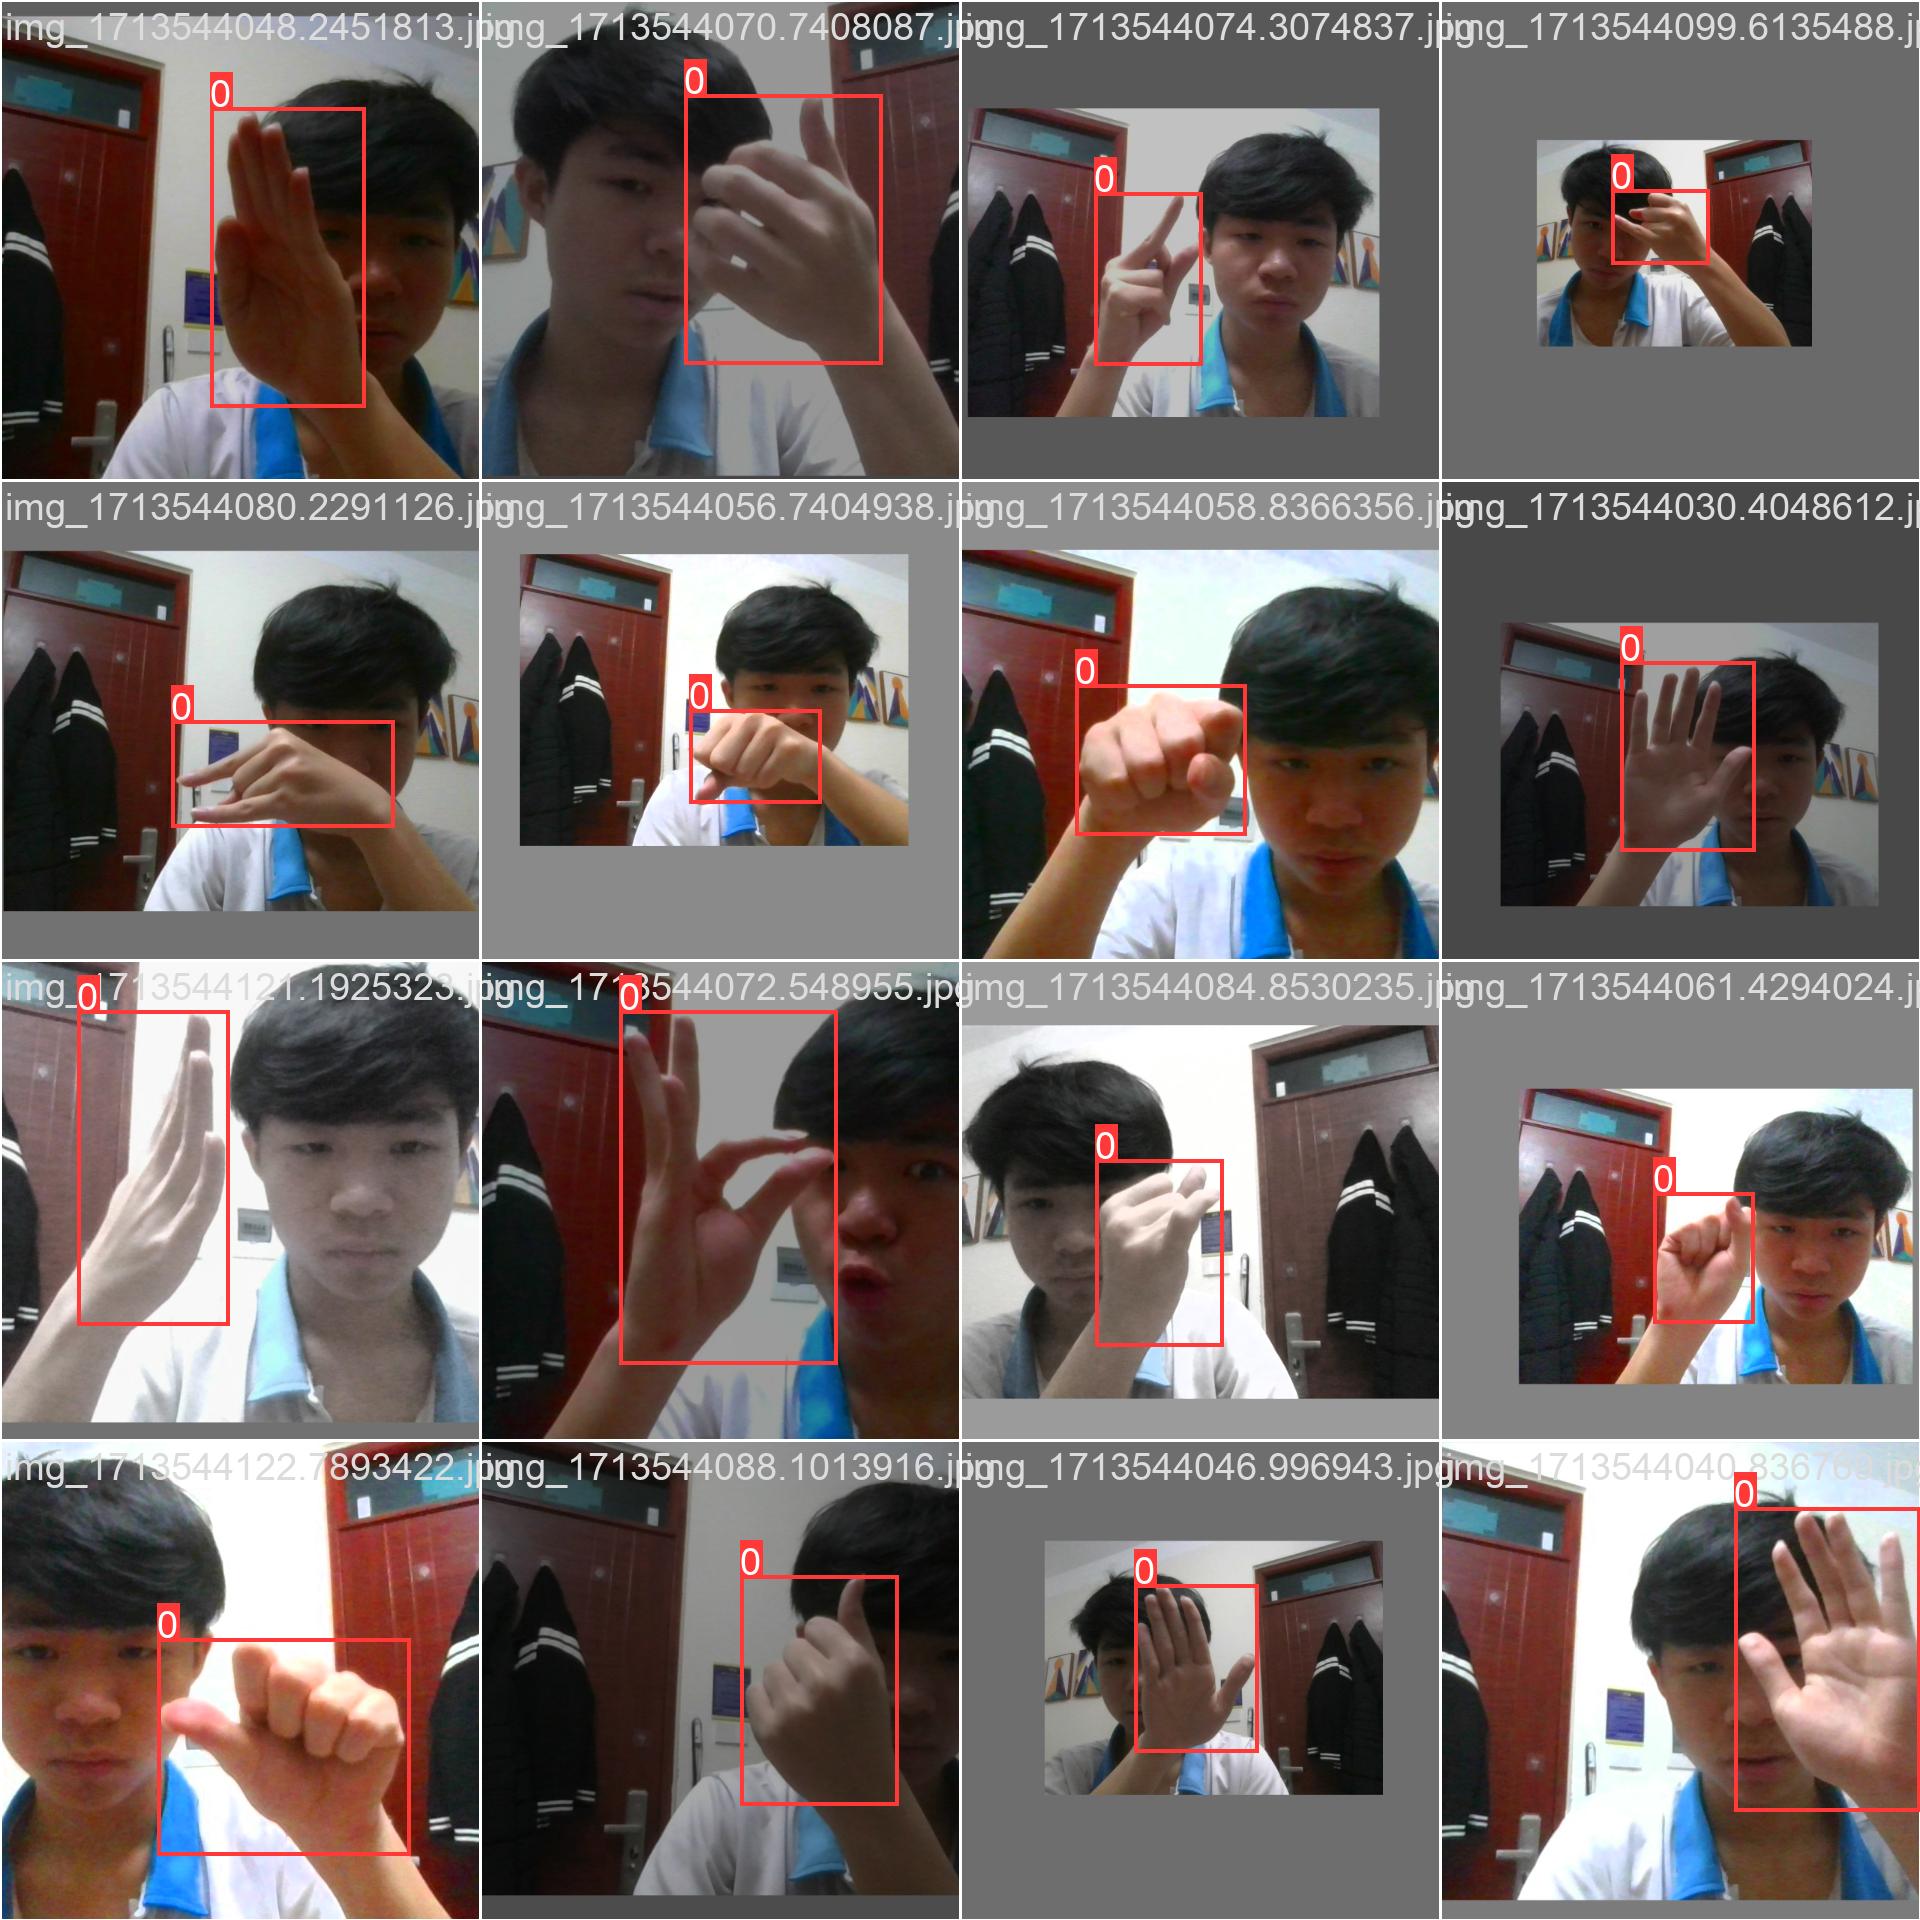 img_1713544048.2451813.jpg
0
img_1713544070.7408087.jpg
0
img_1713544074.3074837.jpg
0
img_1713544099.6135488.j
0
img_1713544080.2291126.jpg
0
img_1713544056.7404938.jpg
0
img_1713544058.8366356.jpg
0
img_1713544030.4048612.j
0
img_1713544121.1925323.jpg
0
img_1713544072.548955.jpg
0
img_1713544084.8530235.jpg
0
img_1713544061.4294024.j
0
img_1713544122.7893422.jpg
0
img_1713544088.1013916.jpg
0
img_1713544046.996943.jpg
0
img_1713544040.836760.jp
0